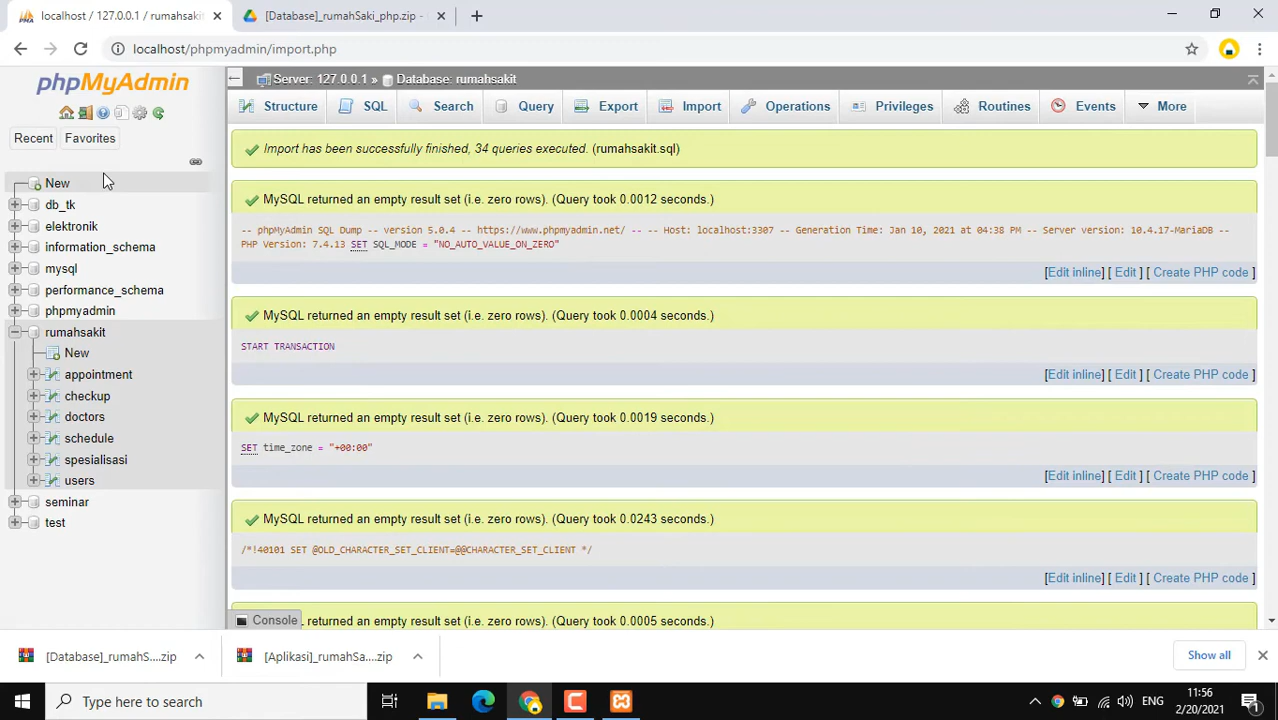 localhost / 127.0.0.1 / rumahsaki
[Database]_rumahSaki_php.zip -
localhost/phpmyadmin/import.php
phpMyAdmin
Recent
Favorites
New
db_tk
elektronik
information_schema
mysql
performance_schema
phpmyadmin
rumahsakit
New
appointment
checkup
doctors
schedule
spesialisasi
users
seminar
test
Server: 127.0.0.1 » Database: rumahsakit
Structure SQL Search Query Export Import Operations Privileges Routines Events More
Import has been successfully finished, 34 queries executed. (rumahsakit.sql)
MySQL returned an empty result set (i.e. zero rows). (Query took 0.0012 seconds.)
-- phpMyAdmin SQL Dump -- version 5.0.4 -- https://www.phpmyadmin.net/ -- -- Host: localhost:3307 -- Generation Time: Jan 10, 2021 at 04:38 PM -- Server version: 10.4.17-MariaDB --
PHP Version: 7.4.13 SET SQL_MODE = "NO_AUTO_VALUE_ON_ZERO"
[Edit inline] [ Edit ] [ Create PHP code ]
MySQL returned an empty result set (i.e. zero rows). (Query took 0.0004 seconds.)
START TRANSACTION
[Edit inline] [ Edit ] [ Create PHP code ]
MySQL returned an empty result set (i.e. zero rows). (Query took 0.0019 seconds.)
SET time_zone = "+00:00"
[Edit inline] [ Edit ] [ Create PHP code ]
MySQL returned an empty result set (i.e. zero rows). (Query took 0.0243 seconds.)
/*!40101 SET @OLD_CHARACTER_SET_CLIENT=@@CHARACTER_SET_CLIENT */
[Edit inline] [ Edit ] [ Create PHP code ]
L returned an empty result set (i.e. zero rows). (Query took 0.0005 seconds.)
Console
[Database]_rumahS....zip
[Aplikasi]_rumahSa....zip
Show all
Type here to search
ENG
11:56
2/20/2021
1